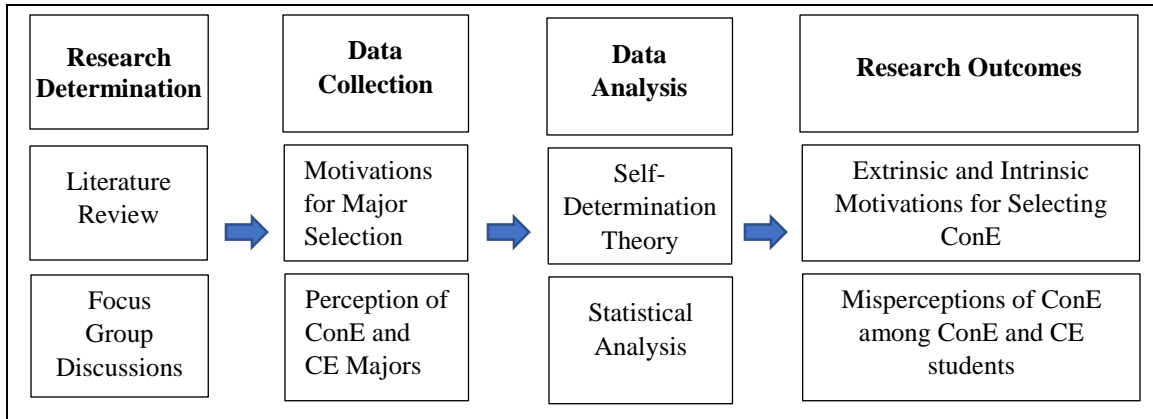 Research
Determination
Literature
Review
Focus
Group
Discussions
Data
Collection
Motivations
for Major
Selection
Perception of
ConE and
CE Majors
Data
Analysis
Self-
Determination
Theory
Statistical
Analysis
Research Outcomes
Extrinsic and Intrinsic
Motivations for Selecting
ConE
Misperceptions of ConE
among ConE and CE
students